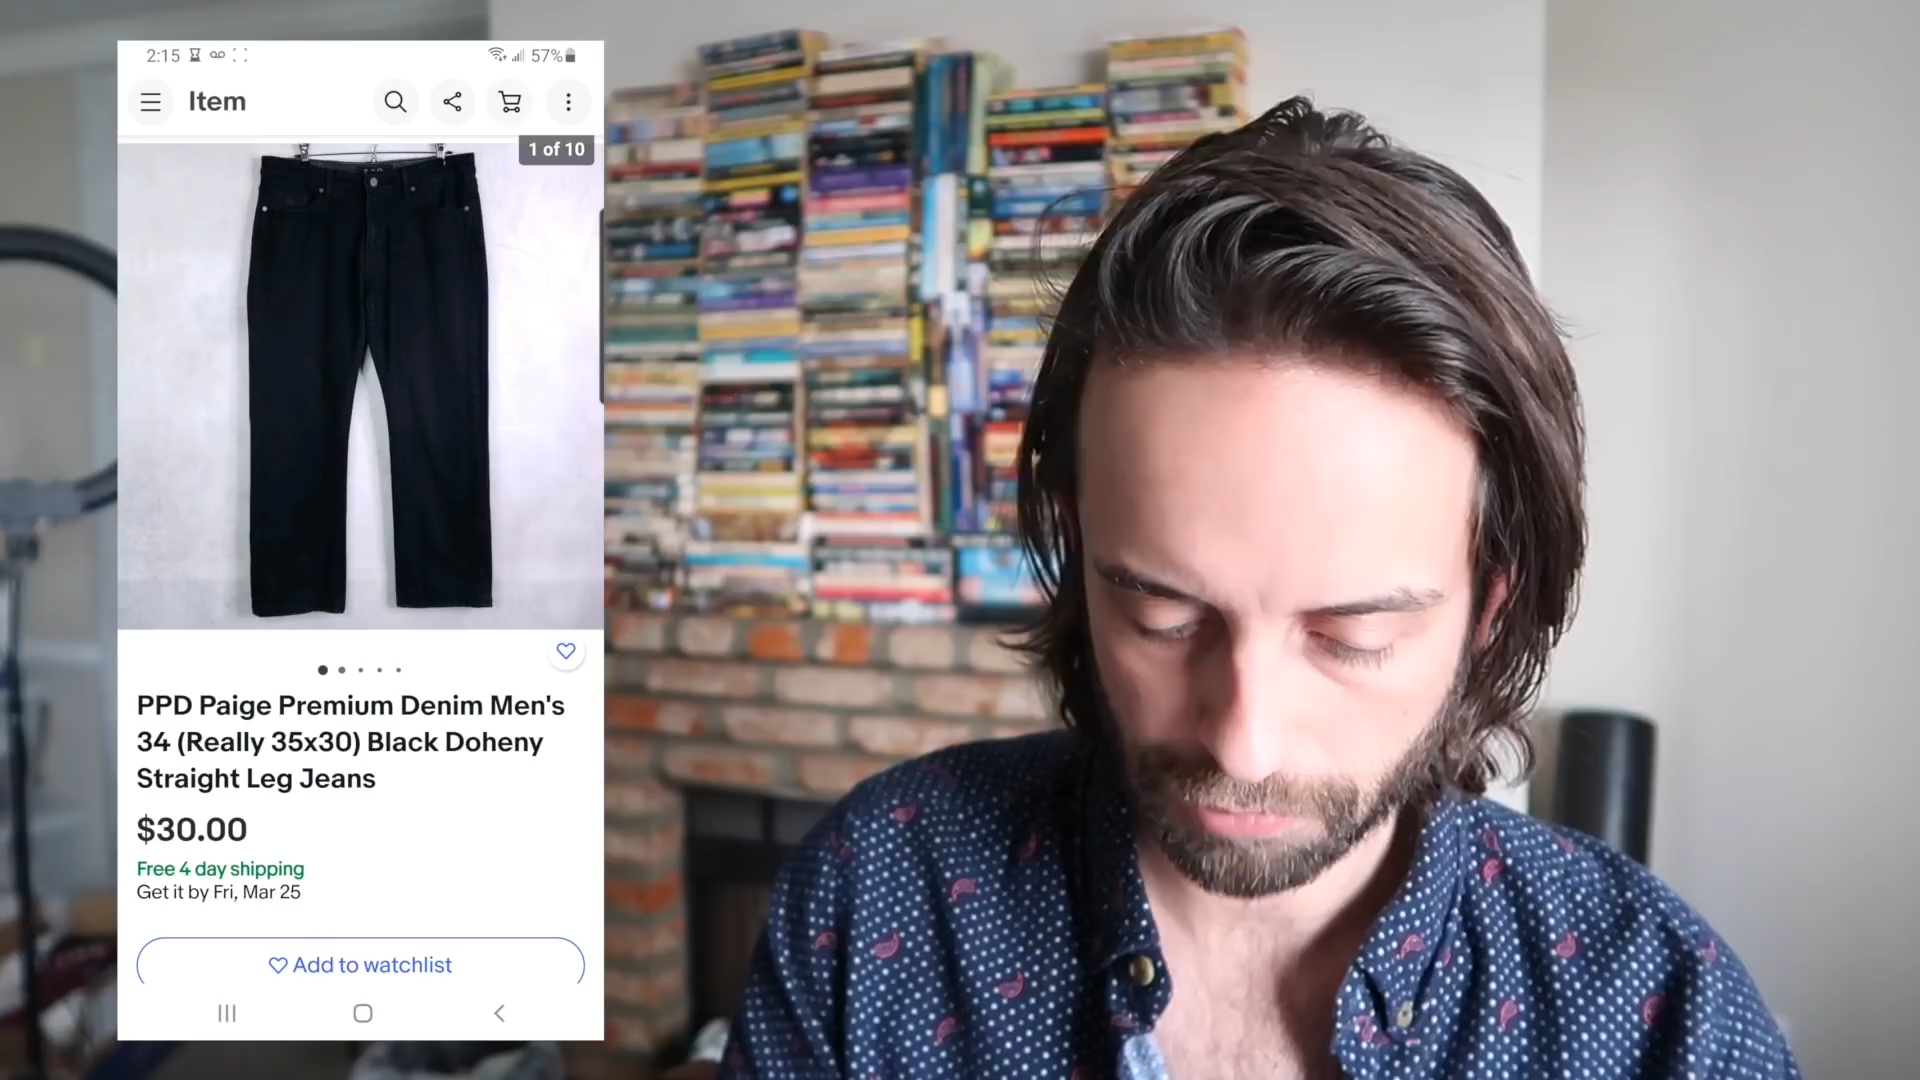 2:15
57%
Item
1 of 10
PPD Paige Premium Denim Men's
34 (Really 35x30) Black Doheny
Straight Leg Jeans
$30.00
Free 4 day shipping
Get it by Fri, Mar 25
Add to watchlist